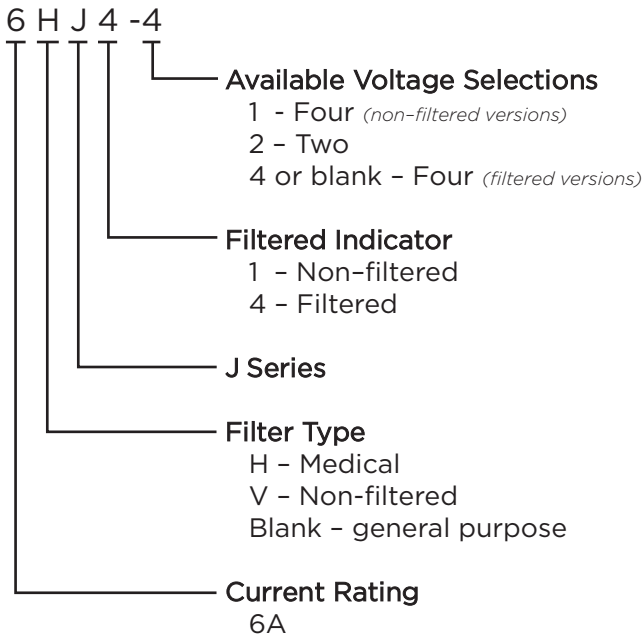 6 H J 4 -4
Available Voltage Selections
1 - Four (non–filtered versions)
2 – Two
4 or blank – Four (filtered versions)
Filtered Indicator
1 – Non–filtered
4 – Filtered
J Series
Filter Type
H – Medical
V – Non-filtered
Blank – general purpose
Current Rating
6A